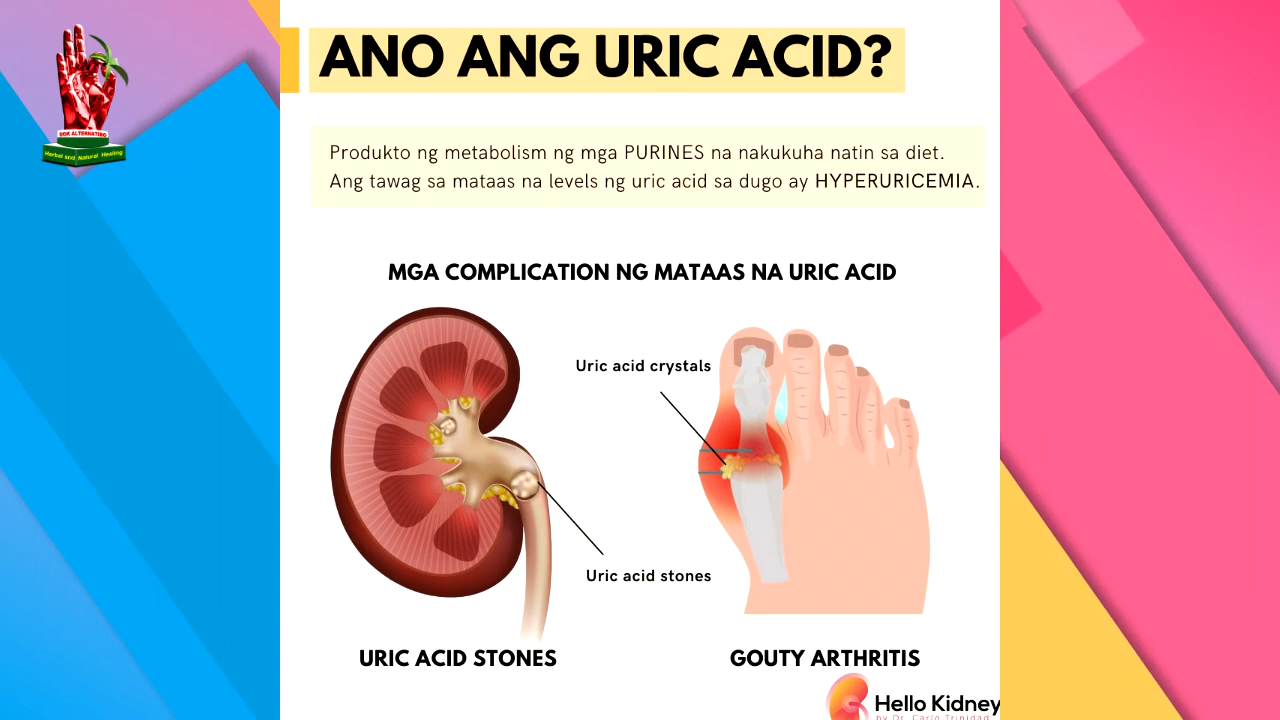 ANO ANG URIC ACID?
DOK ALTERNATIBO
Herbal and Natural Healing
Produkto ng metabolism ng mga PURINES na nakukuha natin sa diet.
Ang tawag sa mataas na levels ng uric acid sa dugo ay HYPERURICEMIA.
MGA COMPLICATION NG MATAAS NA URIC ACID
Uric acid crystals
Uric acid stones
URIC ACID STONES
GOUTY ARTHRITIS
Hello Kidney
by Dr. Carlo Trinidad